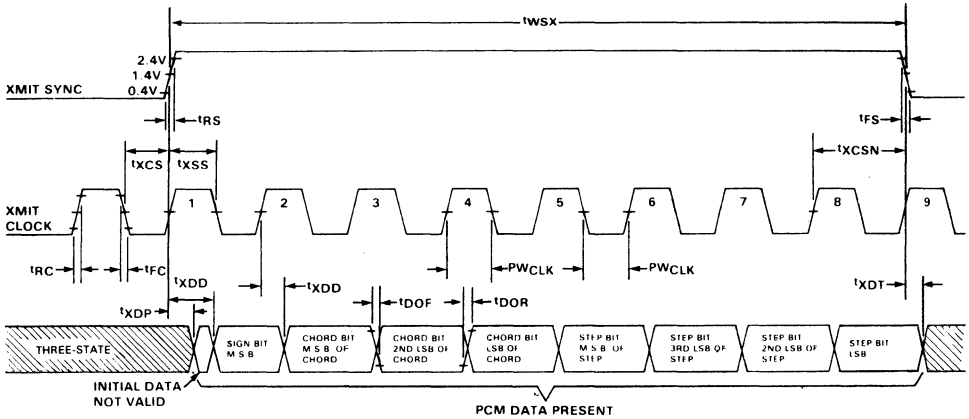 tWSX
2.4V
1.4V
0.4V
XMIT SYNC
tRS
tFS
tXCS
tXSS
tXCSN
XMIT
CLOCK
1
2
3
4
5
6
7
8
9
tRC
tFC
tXDD
tXDD
PWCLK
PWCLK
tXDP
tDOF
tDOR
tXDT
THREE-STATE
SIGN BIT
M S B
CHORD BIT
M S B OF
CHORD
CHORD BIT
2ND LSB OF
CHORD
CHORD BIT
LSB OF
CHORD
STEP BIT
M S B OF
STEP
STEP BIT
3RD LSB OF
STEP
STEP BIT
2ND LSB OF
STEP
STEP BIT
LSB
INITIAL DATA
NOT VALID
PCM DATA PRESENT